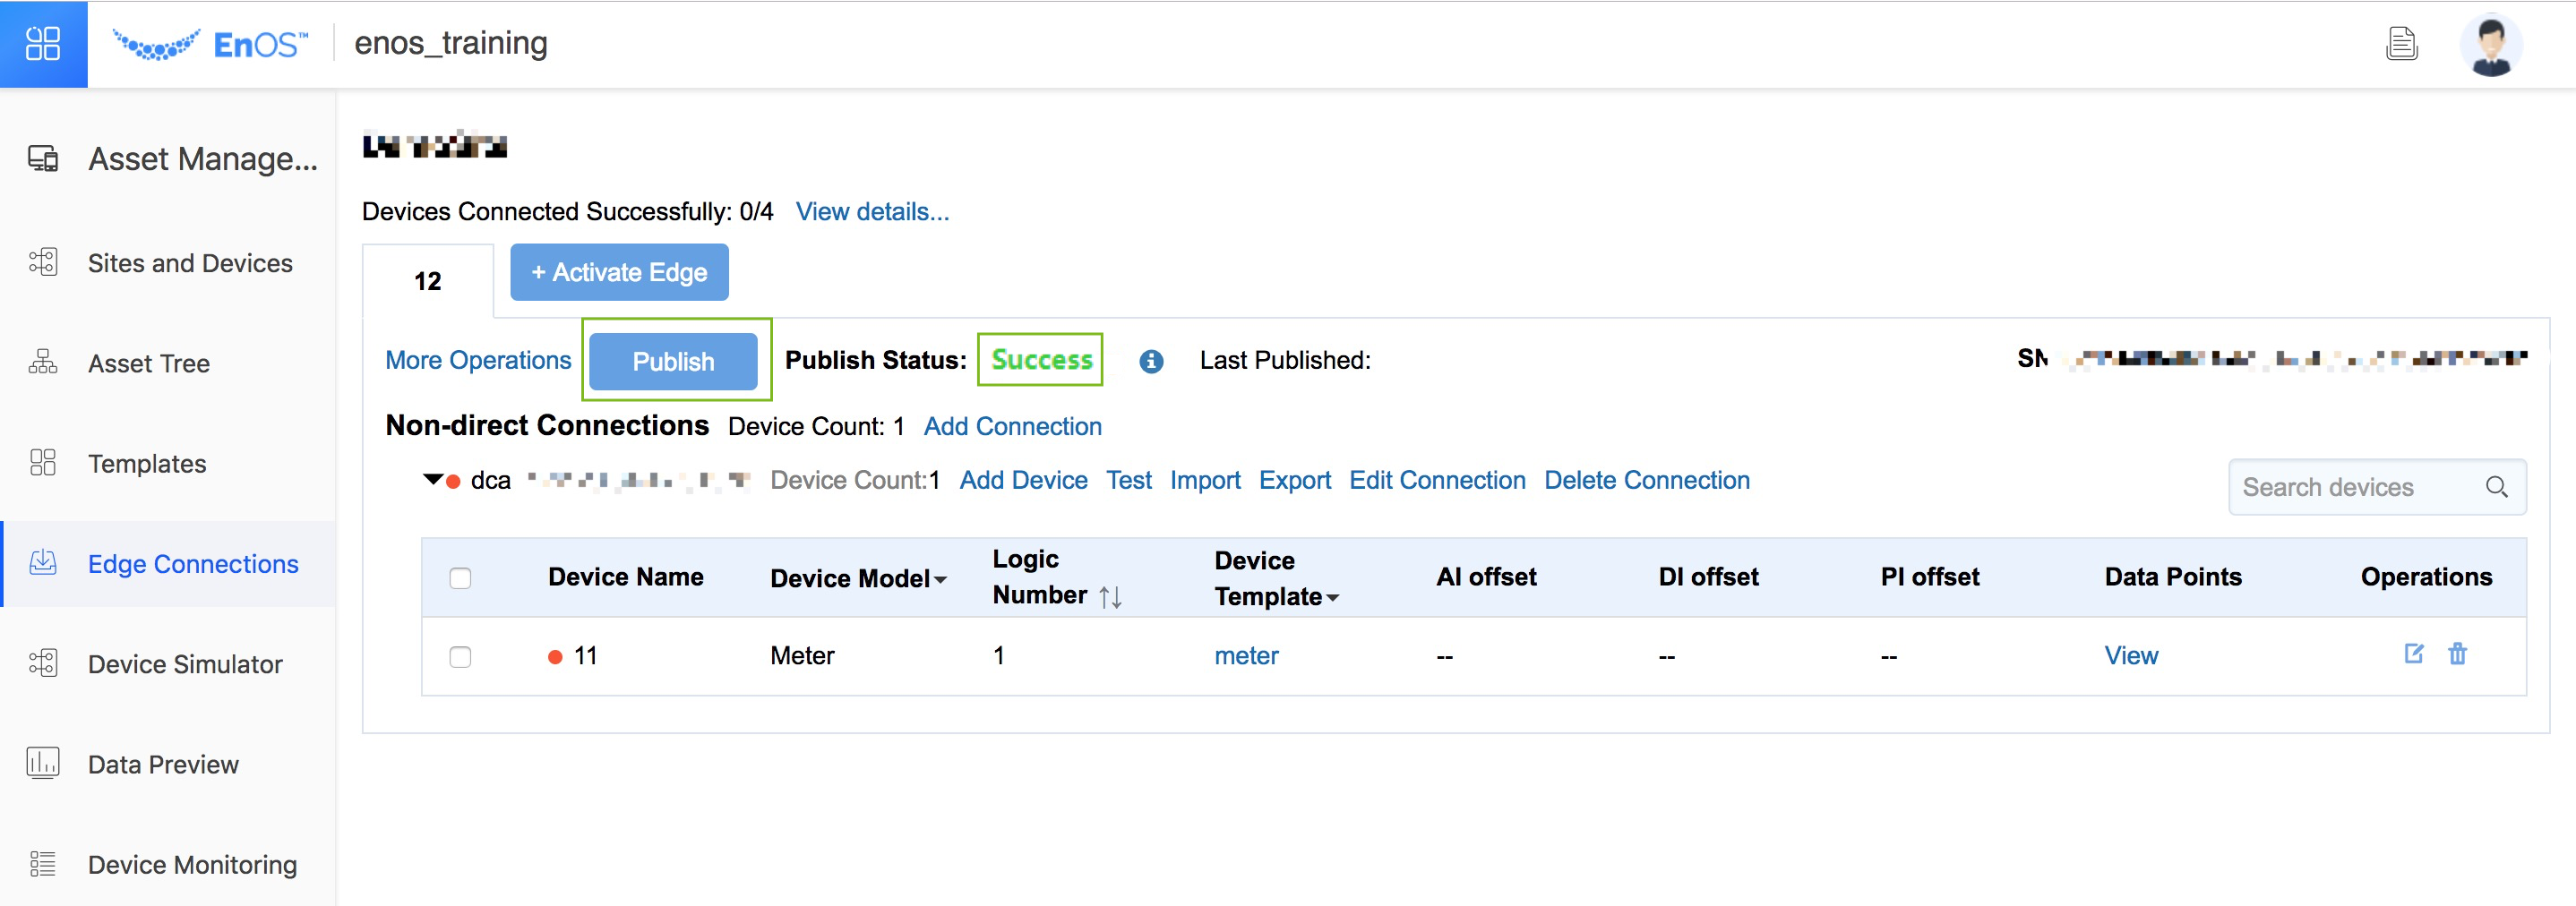 EnOS™ enos_training
Asset Manage...
Sites and Devices
Asset Tree
Templates
Edge Connections
Device Simulator
Data Preview
Device Monitoring
Devices Connected Successfully: 0/4 View details...
12 + Activate Edge
More Operations Publish Publish Status: Success Last Published: SN
Non-direct Connections Device Count: 1 Add Connection
dca Device Count:1 Add Device Test Import Export Edit Connection Delete Connection Search devices
Device Name Device Model Logic Number Device Template AI offset DI offset PI offset Data Points Operations
11 Meter 1 meter -- -- -- View